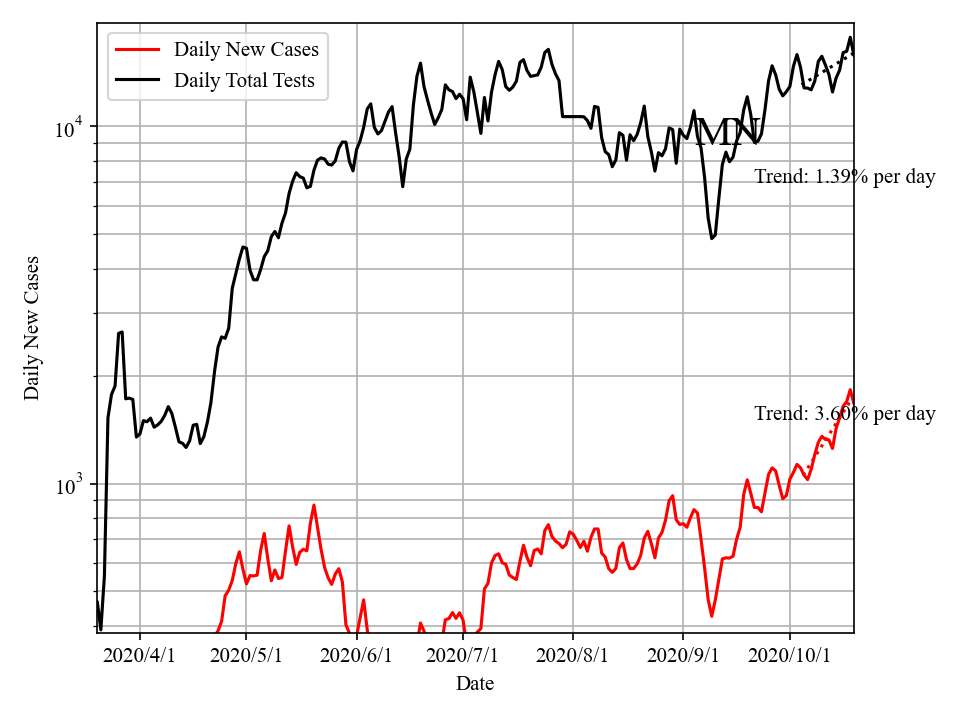 Daily New Cases
Daily Total Tests
10^4
Trend: 1.39% per day
Daily New Cases
Trend: 3.60% per day
10^3
2020/4/1 2020/5/1 2020/6/1 2020/7/1 2020/8/1 2020/9/1 2020/10/1
Date